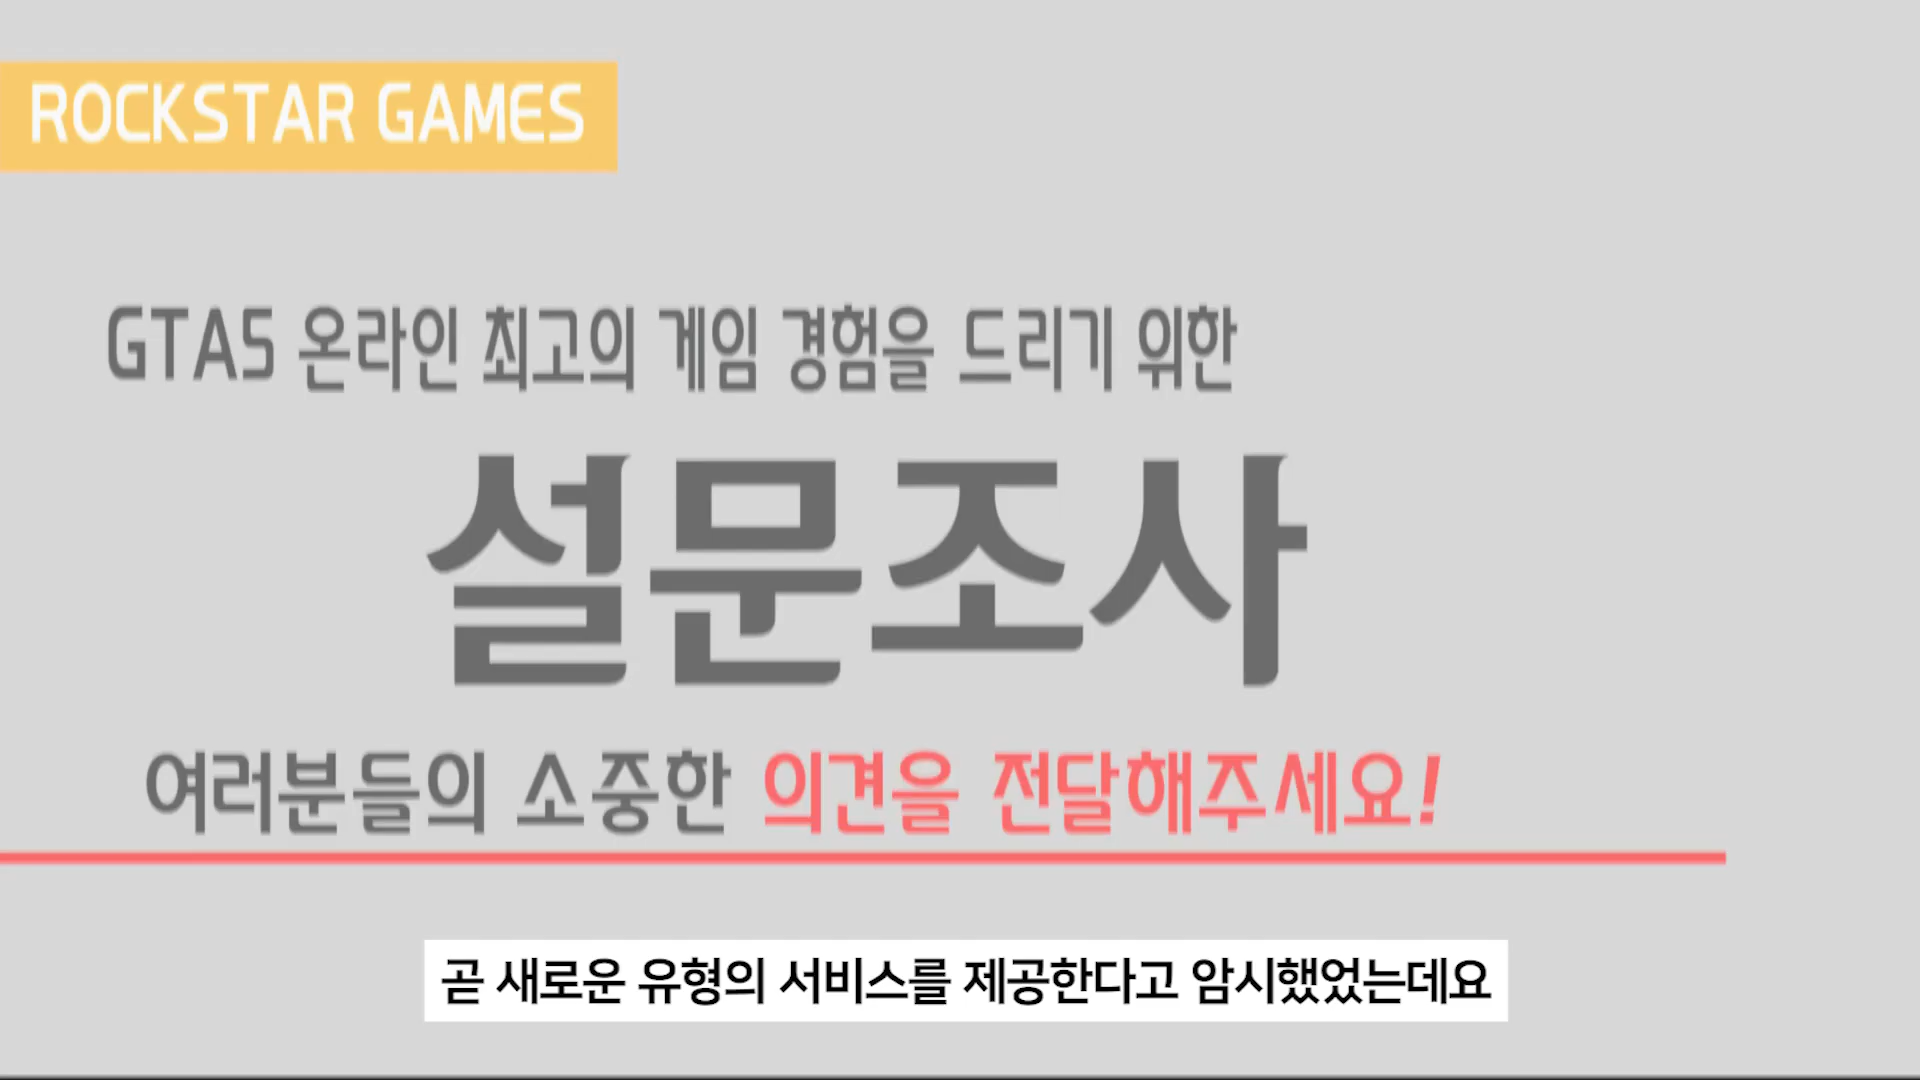 ROCKSTAR GAMES
GTA5 온라인 최고의 게임 경험을 드리기 위한
설문조사
여러분들의 소중한 의견을 전달해주세요!
곧 새로운 유형의 서비스를 제공한다고 암시했었는데요